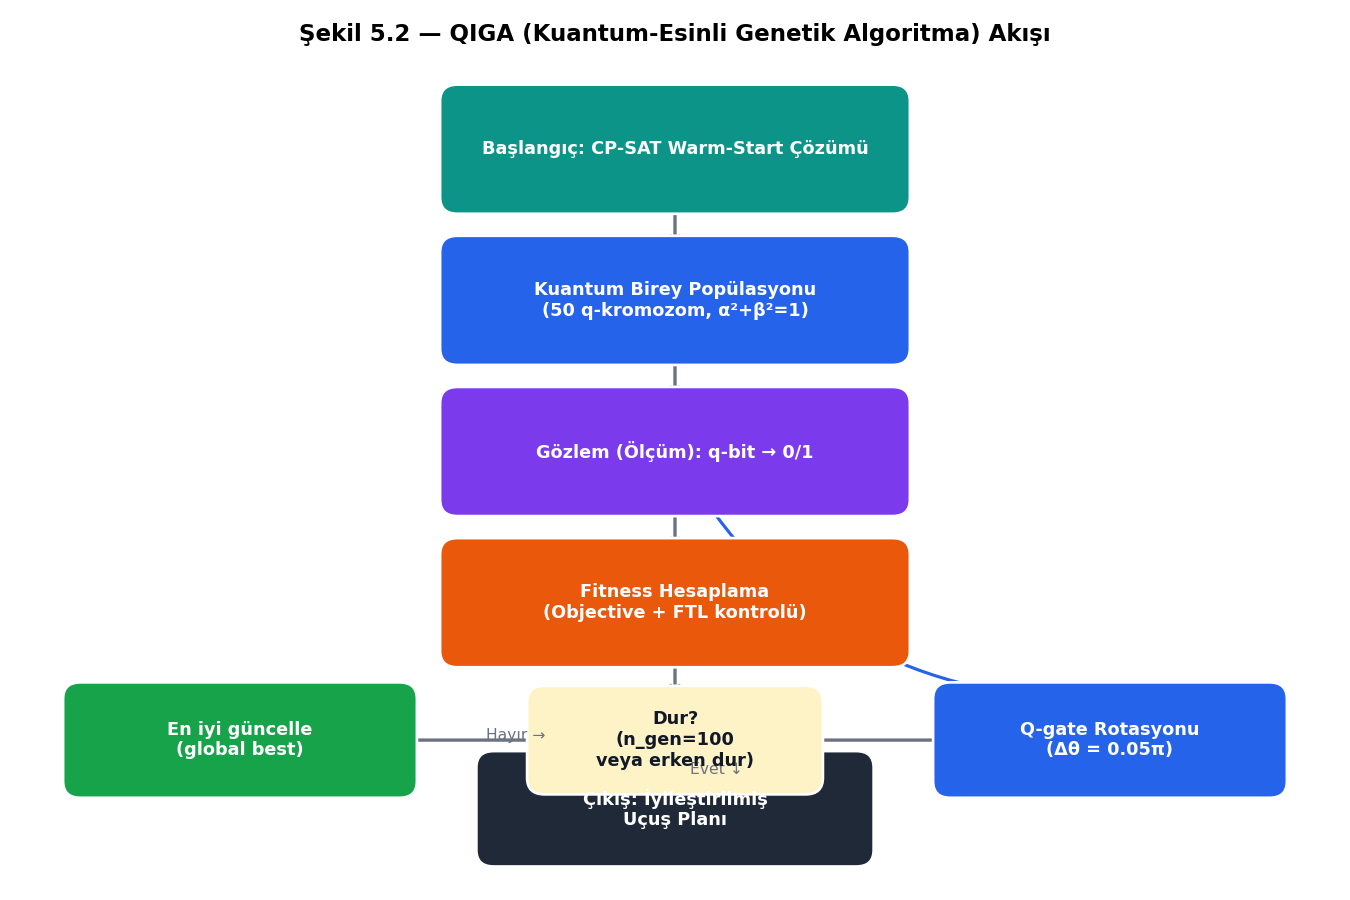 Şekil 5.2 — QIGA (Kuantum-Esinli Genetik Algoritma) Akışı
Başlangıç: CP-SAT Warm-Start Çözümü
Kuantum Birey Popülasyonu
(50 q-kromozom, α²+β²=1)
Gözlem (Ölçüm): q-bit → 0/1
Fitness Hesaplama
(Objective + FTL kontrolü)
En iyi güncelle
(global best)
Hayır →
Dur?
(n_gen=100
veya erken dur)
Evet ↓
Q-gate Rotasyonu
(Δθ = 0.05π)
Çıkış: İyileştirilmiş
Uçuş Planı